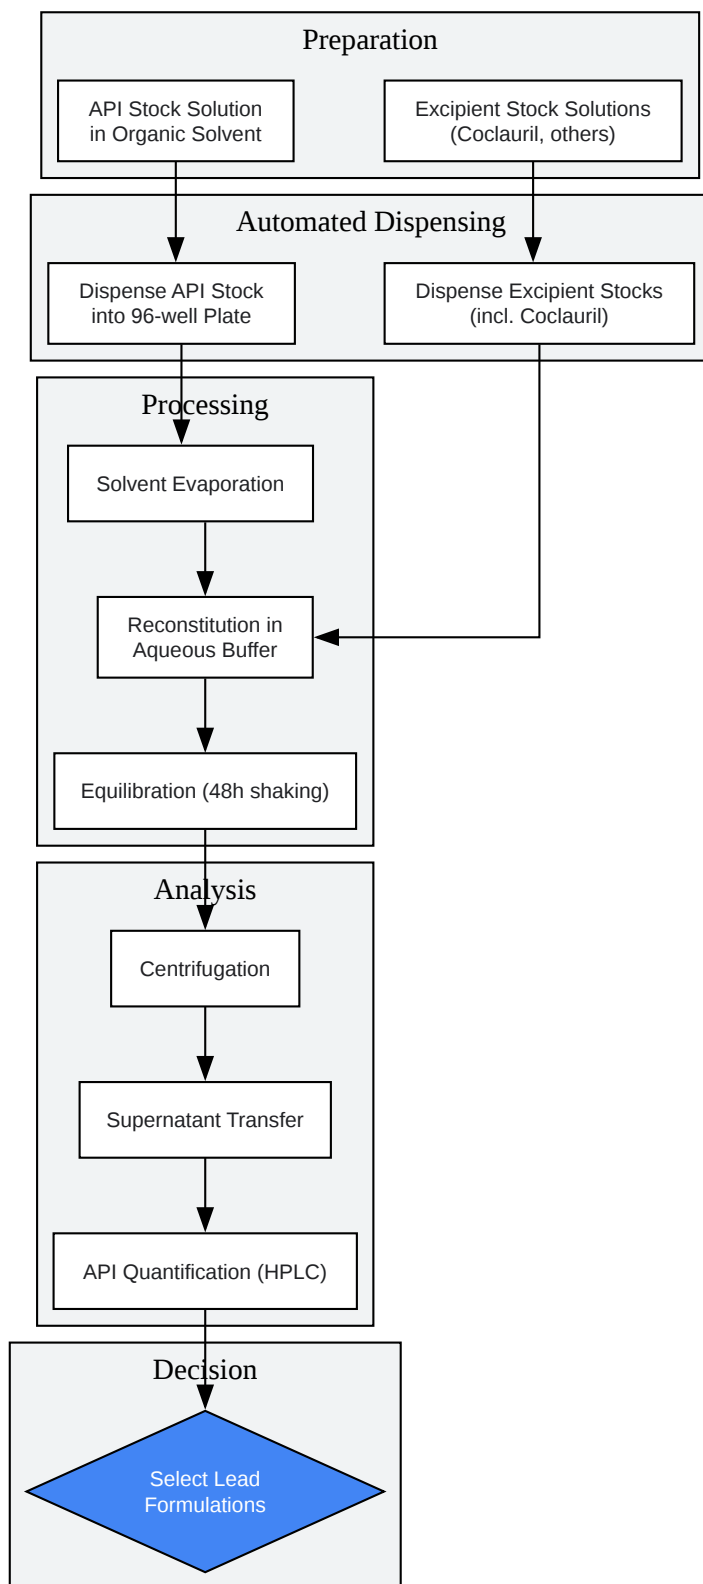 Preparation
API Stock Solution
in Organic Solvent
Excipient Stock Solutions
(Coclauril, others)
Automated Dispensing
Dispense API Stock
into 96-well Plate
Dispense Excipient Stocks
(incl. Coclauril)
Processing
Solvent Evaporation
Reconstitution in
Aqueous Buffer
Equilibration (48h shaking)
Analysis
Centrifugation
Supernatant Transfer
API Quantification (HPLC)
Decision
Select Lead
Formulations